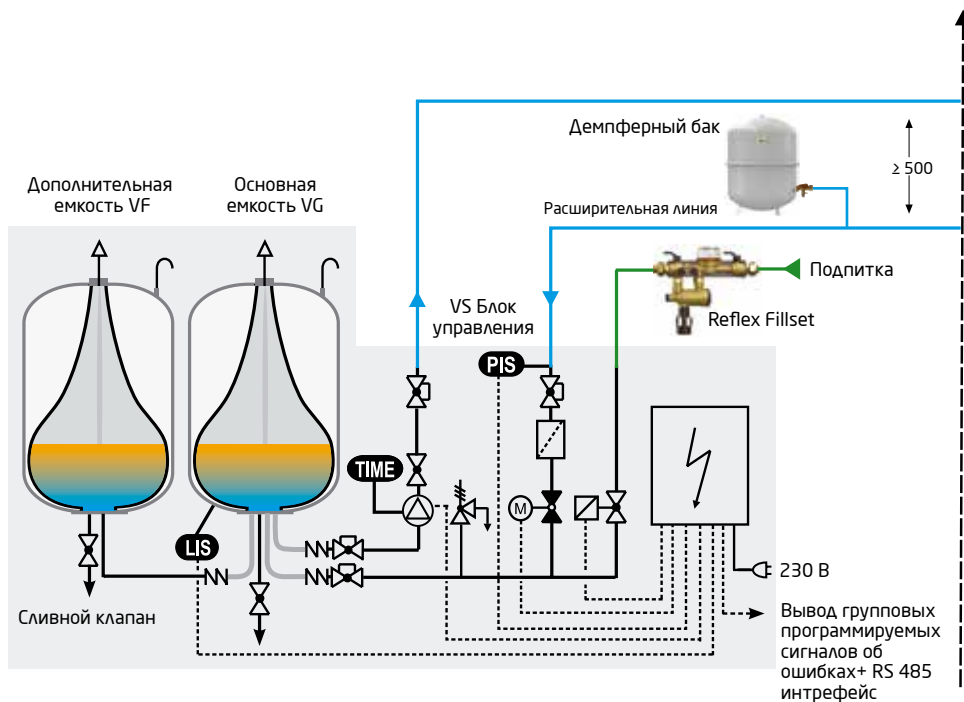 Демпферный бак
≥ 500
Дополнительная
емкость VF
Основная
емкость VG
Расширительная линия
Подпитка
VS Блок
управления
Reflex Fillset
PIS
TIME
M
LIS
230 В
Сливной клапан
Вывод групповых
программируемых
сигналов об
ошибках+ RS 485
интрефейс